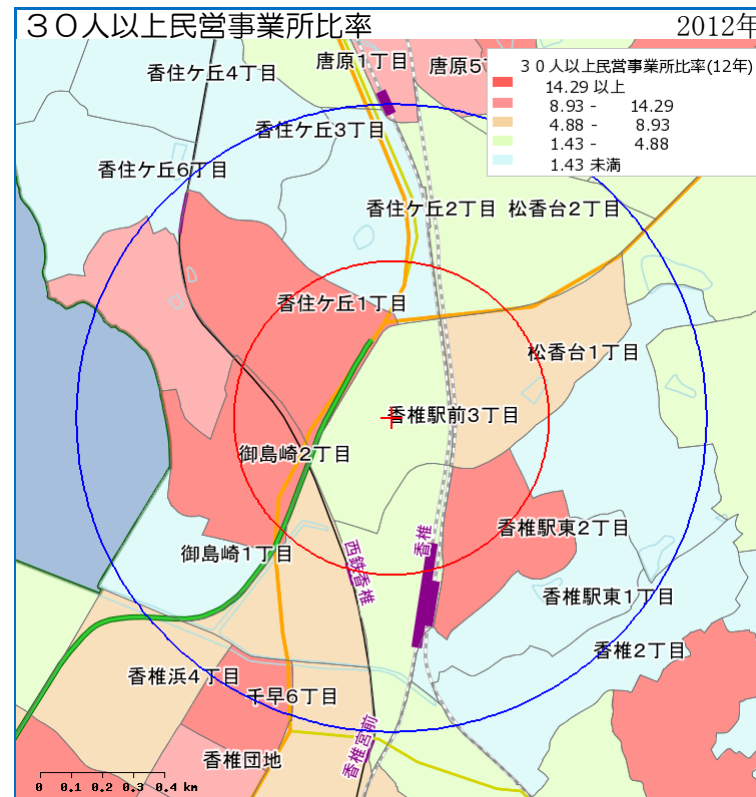 ３０人以上民営事業所比率
2012年
３０人以上民営事業所比率(12年)
14.29 以上
8.93 - 14.29
4.88 - 8.93
1.43 - 4.88
1.43 未満
唐原1丁目
唐原5
香住ケ丘4丁目
香住ケ丘3丁目
香住ケ丘6丁目
香住ケ丘2丁目
松香台2丁目
香住ケ丘1丁目
松香台1丁目
香椎駅前3丁目
御島崎2丁目
香椎駅東2丁目
香椎
御島崎1丁目
西鉄香椎
香椎駅東1丁目
香椎2丁目
香椎浜4丁目
千早6丁目
香椎宮前
香椎団地
0 0.1 0.2 0.3 0.4 km